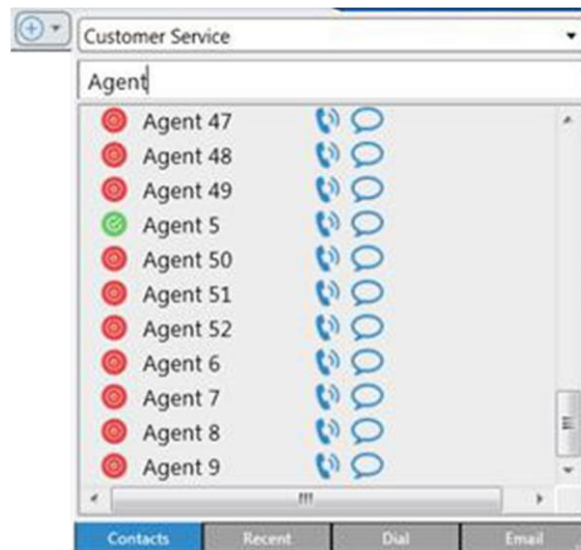 Customer Service
Agent
Agent 47
Agent 48
Agent 49
Agent 5
Agent 50
Agent 51
Agent 52
Agent 6
Agent 7
Agent 8
Agent 9
Contacts Recent Dial Email